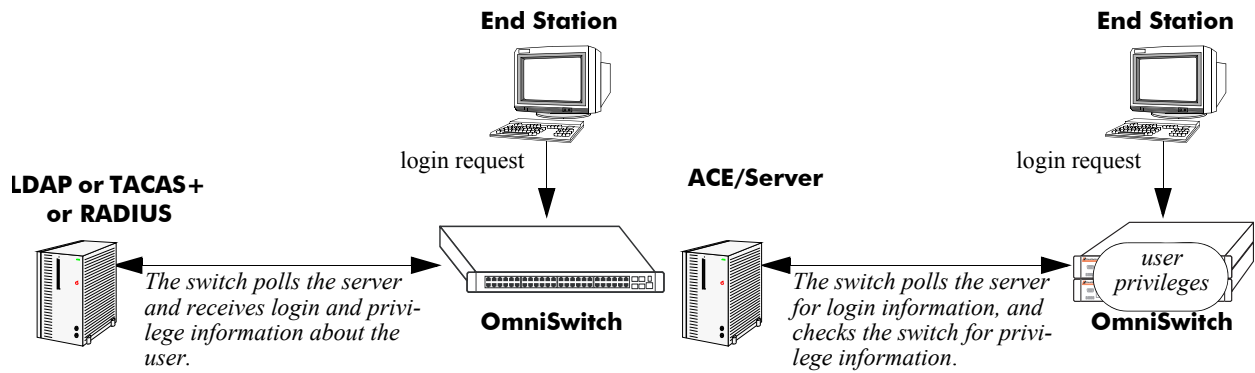 End Station
login request
LDAP or TACAS+
or RADIUS
The switch polls the server
and receives login and privi-
lege information about the
user.
OmniSwitch
End Station
login request
ACE/Server
user
privileges
The switch polls the server
for login information, and
checks the switch for privi-
lege information.
OmniSwitch